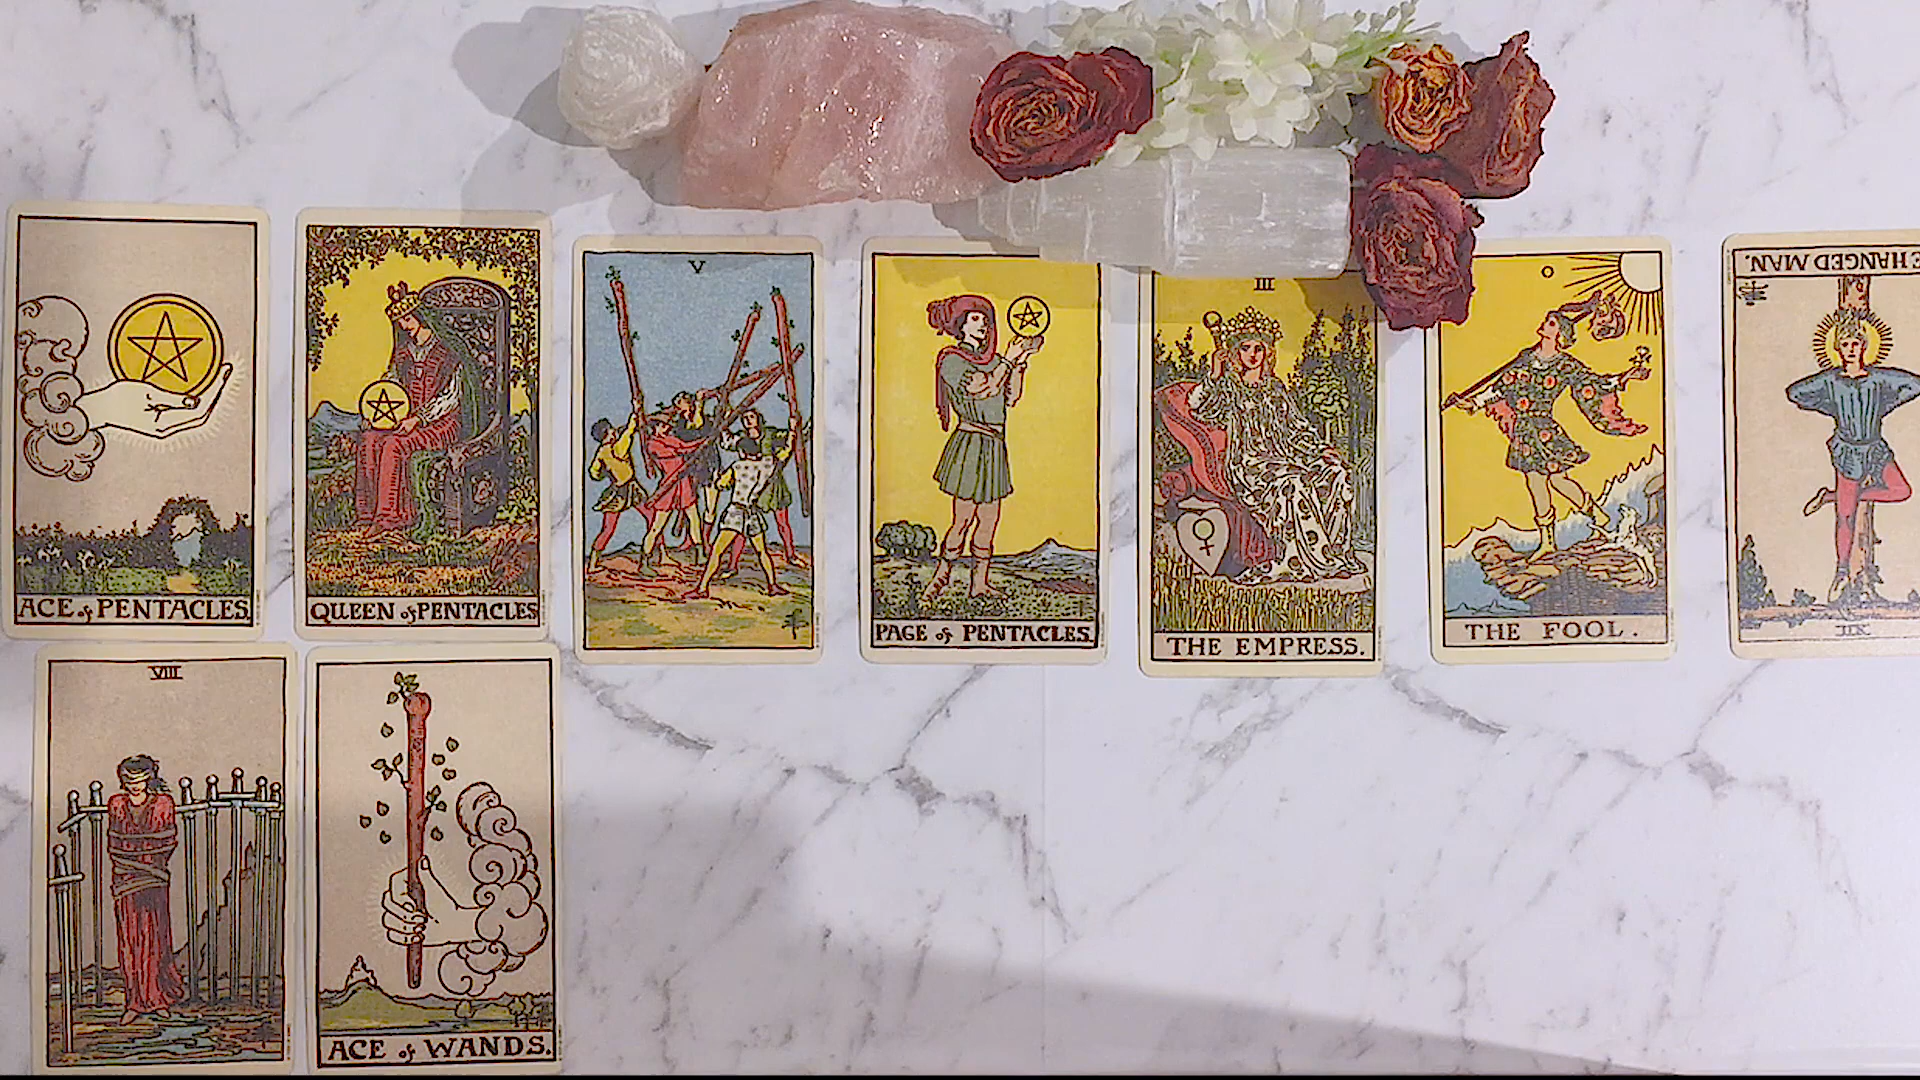 ACE of PENTACLES.
QUEEN of PENTACLES
V
PAGE of PENTACLES.
III
THE EMPRESS.
0
THE FOOL.
HANGED MAN.
XII
VIII
ACE of WANDS.